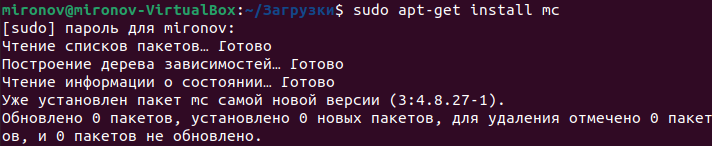 mironov@mironov-VirtualBox:~/Загрузки$ sudo apt-get install mc
[sudo] пароль для mironov:
Чтение списков пакетов… Готово
Построение дерева зависимостей… Готово
Чтение информации о состоянии… Готово
Уже установлен пакет mc самой новой версии (3:4.8.27-1).
Обновлено 0 пакетов, установлено 0 новых пакетов, для удаления отмечено 0 пакет
ов, и 0 пакетов не обновлено.